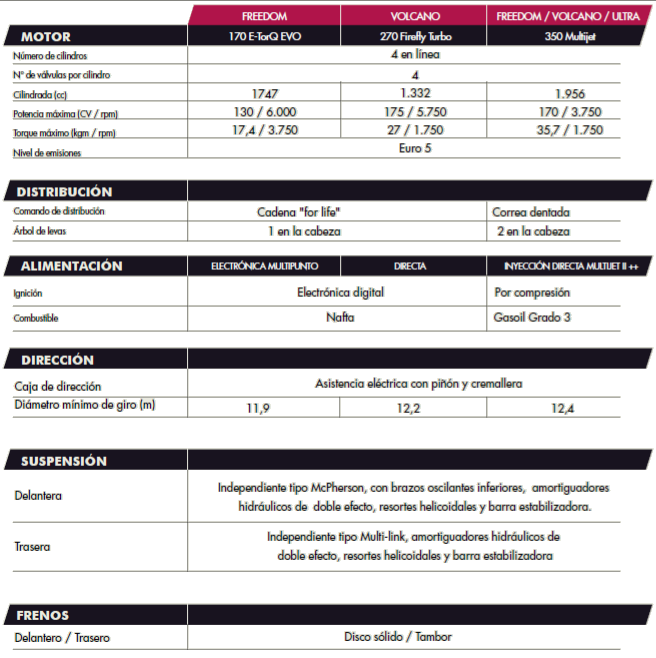 FREEDOM VOLCANO FREEDOM / VOLCANO / ULTRA
MOTOR 170 E-TorQ EVO 270 Firefly Turbo 350 Multijet
Número de cilindros 4 en línea
Nº de válvulas por cilindro 4
Cilindrada (cc) 1747 1.332 1.956
Potencia máxima (CV / rpm) 130 / 6.000 175 / 5.750 170 / 3.750
Torque máximo (kgm / rpm) 17,4 / 3.750 27 / 1.750 35,7 / 1.750
Nivel de emisiones Euro 5
DISTRIBUCIÓN
Comando de distribución Cadena "for life" Correa dentada
Árbol de levas 1 en la cabeza 2 en la cabeza
ALIMENTACIÓN ELECTRÓNICA MULTIPUNTO DIRECTA INYECCIÓN DIRECTA MULTIJET II ++
Ignición Electrónica digital Por compresión
Combustible Nafta Gasoil Grado 3
DIRECCIÓN
Caja de dirección Asistencia eléctrica con piñón y cremallera
Diámetro mínimo de giro (m) 11,9 12,2 12,4
SUSPENSIÓN
Delantera Independiente tipo McPherson, con brazos oscilantes inferiores, amortiguadores
hidráulicos de doble efecto, resortes helicoidales y barra estabilizadora.
Trasera Independiente tipo Multi-link, amortiguadores hidráulicos de
doble efecto, resortes helicoidales y barra estabilizadora
FRENOS
Delantero / Trasero Disco sólido / Tambor